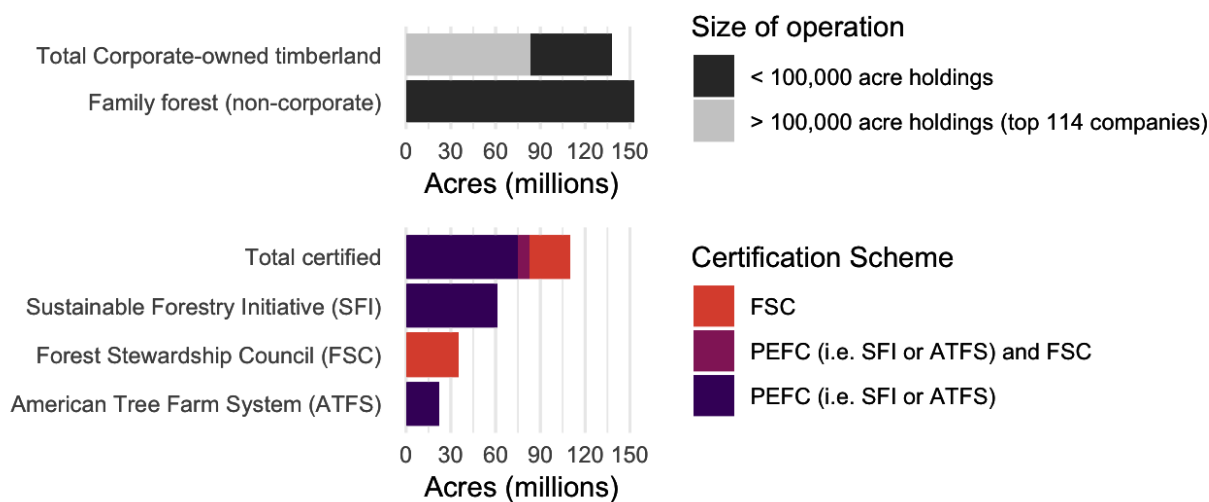 Total Corporate-owned timberland
Family forest (non-corporate)
0 30 60 90 120 150
Acres (millions)
Size of operation
< 100,000 acre holdings
> 100,000 acre holdings (top 114 companies)
Total certified
Sustainable Forestry Initiative (SFI)
Forest Stewardship Council (FSC)
American Tree Farm System (ATFS)
0 30 60 90 120 150
Acres (millions)
Certification Scheme
FSC
PEFC (i.e. SFI or ATFS) and FSC
PEFC (i.e. SFI or ATFS)